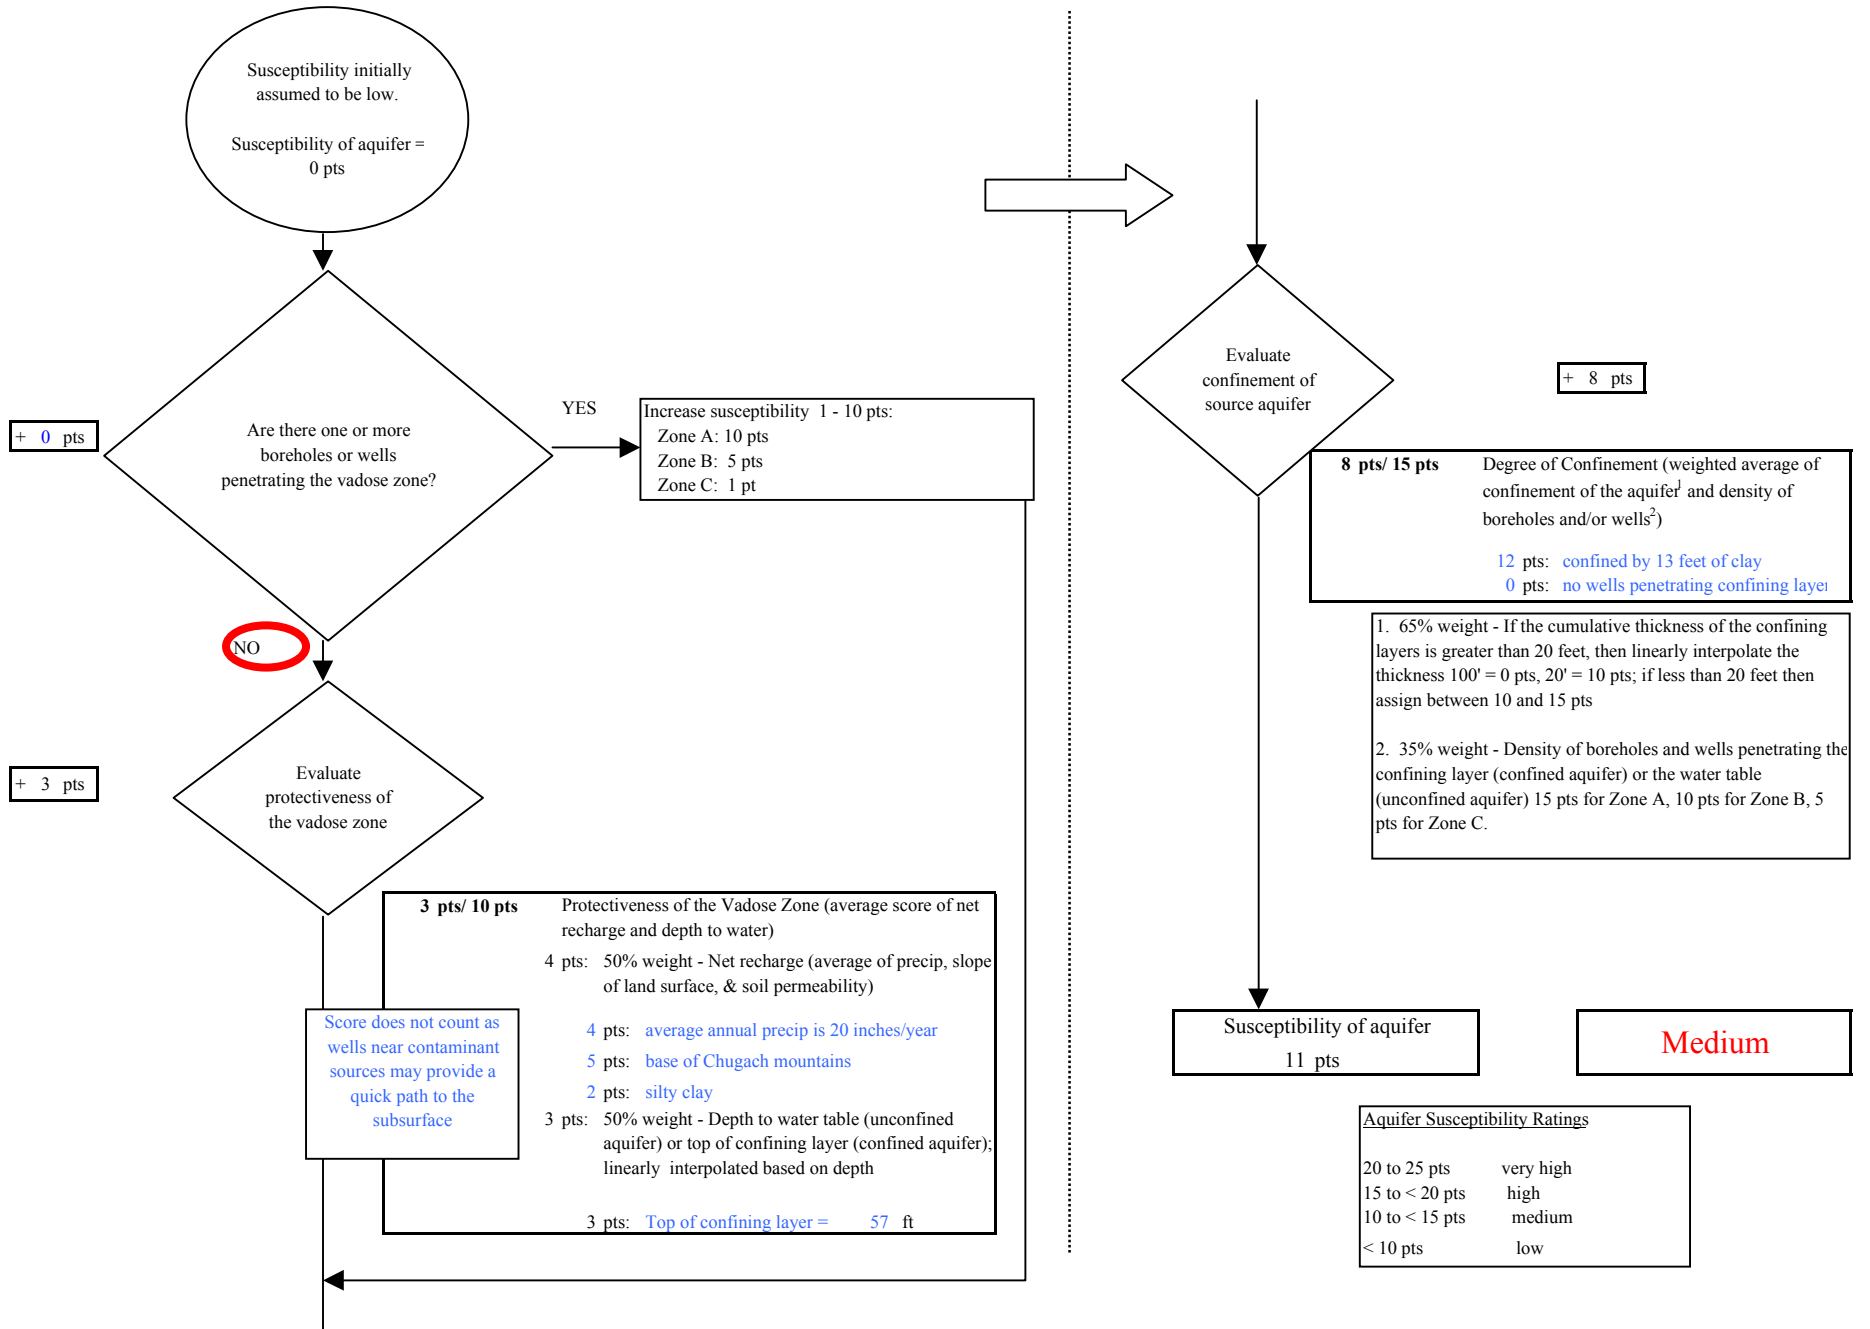 Susceptibility initially
assumed to be low.
Susceptibility of aquifer =
0 pts
Are there one or more
boreholes or wells
penetrating the vadose zone?
+ 0 pts
YES
Increase susceptibility 1 - 10 pts:
Zone A: 10 pts
Zone B: 5 pts
Zone C: 1 pt
NO
+ 3 pts
Evaluate
protectiveness of
the vadose zone
3 pts/ 10 pts Protectiveness of the Vadose Zone (average score of net
recharge and depth to water)
4 pts: 50% weight - Net recharge (average of precip, slope
of land surface, & soil permeability)
4 pts: average annual precip is 20 inches/year
5 pts: base of Chugach mountains
2 pts: silty clay
3 pts: 50% weight - Depth to water table (unconfined
aquifer) or top of confining layer (confined aquifer);
linearly interpolated based on depth
3 pts: Top of confining layer = 57 ft
Score does not count as
wells near contaminant
sources may provide a
quick path to the
subsurface
Evaluate
confinement of
source aquifer
+ 8 pts
8 pts/ 15 pts Degree of Confinement (weighted average of
confinement of the aquifer1 and density of
boreholes and/or wells2)
12 pts: confined by 13 feet of clay
0 pts: no wells penetrating confining layer
1. 65% weight - If the cumulative thickness of the confining
layers is greater than 20 feet, then linearly interpolate the
thickness 100' = 0 pts, 20' = 10 pts; if less than 20 feet then
assign between 10 and 15 pts
2. 35% weight - Density of boreholes and wells penetrating the
confining layer (confined aquifer) or the water table
(unconfined aquifer) 15 pts for Zone A, 10 pts for Zone B, 5
pts for Zone C.
Susceptibility of aquifer
11 pts
Medium
Aquifer Susceptibility Ratings
20 to 25 pts very high
15 to < 20 pts high
10 to < 15 pts medium
< 10 pts low